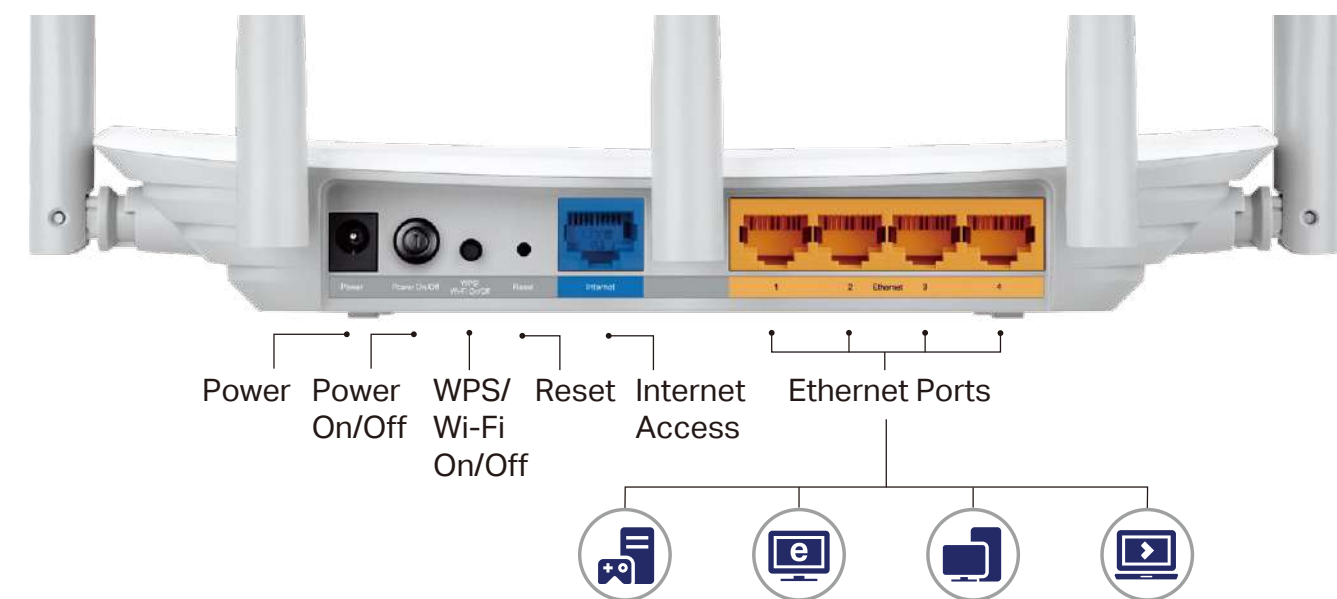 Power
Power On/Off
WPS/
Wi-Fi On/Off
Reset
Internet
1
2
Ethernet
3
4
Power
Power
On/Off
WPS/
Wi-Fi
On/Off
Reset
Internet
Access
Ethernet Ports
e